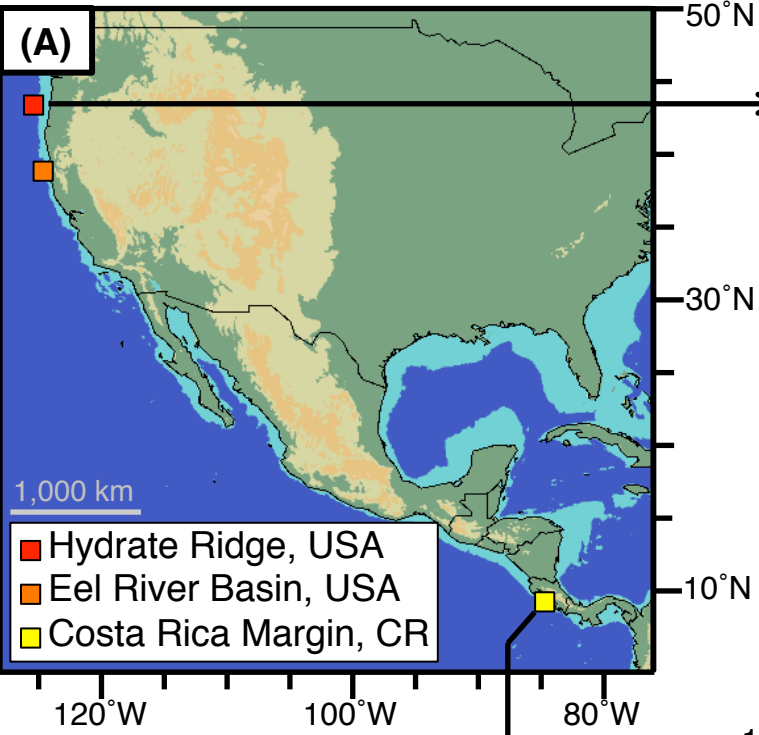 (A)
50˚N
30˚N
1,000 km
Hydrate Ridge, USA
Eel River Basin, USA
10˚N
Costa Rica Margin, CR
120˚W
100˚W
80˚W